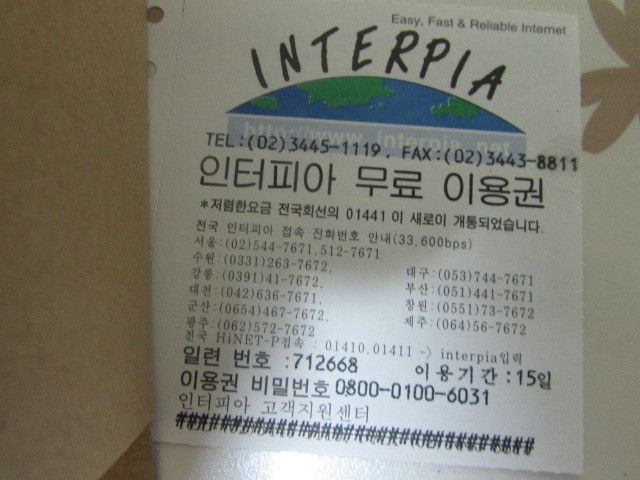 Easy, Fast & Reliable Internet
INTERPIA
http://www.interpia.net
TEL:(02)3445-1119, FAX:(02)3443-8811
인터피아 무료 이용권
*저렴한요금 전국회선의 01441 이 새로이 개통되었습니다.
전국 인터피아 접속 전화번호 안내(33,600bps)
서울:(02)544-7671,512-7671
수원:(0331)263-7672,
대구:(053)744-7671
강릉:(0391)41-7672,
부산:(051)441-7671
대전:(042)636-7671,
창원:(0551)73-7672
군산:(0654)467-7672,
제주:(064)56-7672
광주:(062)572-7672
전국 HiNET-P접속 : 01410.01411 -> interpia입력
일련 번호 :712668 이용기간 :15일
이용권 비밀번호 0800-0100-6031
인터피아 고객지원센터